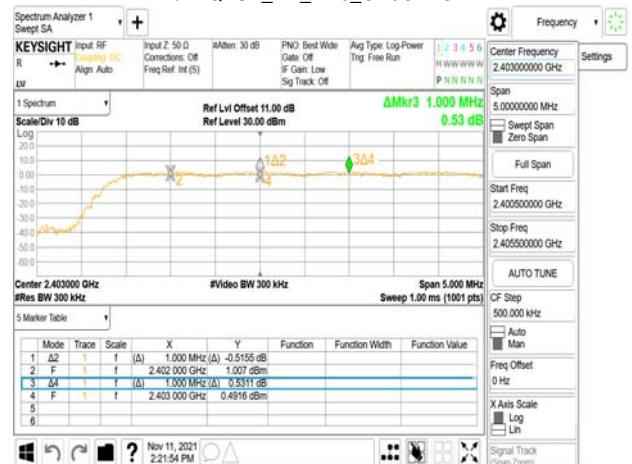 Spectrum Analyzer 1
Swept SA
Frequency
KEYSIGHT Input: RF
R
Coupling: DC
Align: Auto
LV
Input Z: 50 Ω
Corrections: Off
Freq Ref: Int (S)
#Atten: 30 dB
PNO: Best Wide
Gate: Off
IF Gain: Low
Sig Track: Off
Avg Type: Log-Power
Trig: Free Run
1 2 3 4 5 6
M W W W W W
P N N N N N
1 Spectrum
Scale/Div 10 dB
Ref Lvl Offset 11.00 dB
Ref Level 30.00 dBm
ΔMkr3 1.000 MHz
0.53 dB
Log
20.0
10.0
0.00
-10.0
-20.0
-30.0
-40.0
-50.0
-60.0
X2
1Δ2
X4
3Δ4
Center 2.403000 GHz
#Res BW 300 kHz
#Video BW 300 kHz
Span 5.000 MHz
Sweep 1.00 ms (1001 pts)
5 Marker Table
Mode Trace Scale X Y Function Function Width Function Value
1 Δ2 1 f (Δ) 1.000 MHz (Δ) -0.5155 dB
2 F 1 f 2.402 000 GHz 1.007 dBm
3 Δ4 1 f (Δ) 1.000 MHz (Δ) 0.5311 dB
4 F 1 f 2.403 000 GHz 0.4916 dBm
5
6
Nov 11, 2021
2:21:54 PM
Center Frequency
2.403000000 GHz
Settings
Span
5.00000000 MHz
Swept Span
Zero Span
Full Span
Start Freq
2.400500000 GHz
Stop Freq
2.405500000 GHz
AUTO TUNE
CF Step
500.000 kHz
Auto
Man
Freq Offset
0 Hz
X Axis Scale
Log
Lin
Signal Track
(Span Zoom)